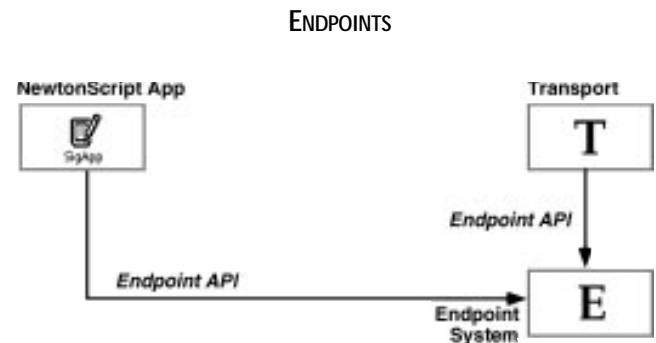 ENDPOINTS
NewtonScript App
Transport
SigApp
T
Endpoint API
Endpoint API
E
Endpoint
System